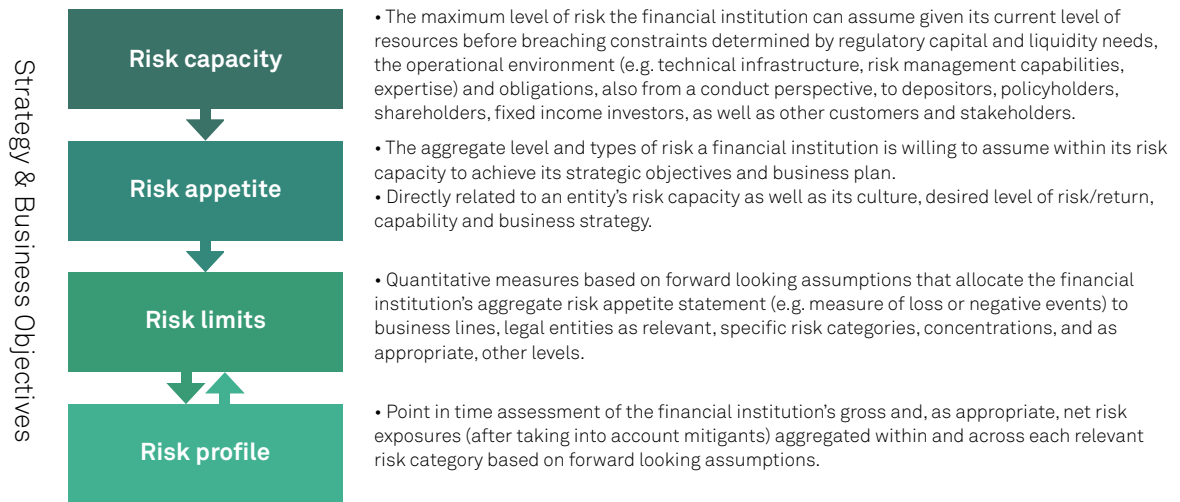 Strategy & Business Objectives
Risk capacity
• The maximum level of risk the financial institution can assume given its current level of
resources before breaching constraints determined by regulatory capital and liquidity needs,
the operational environment (e.g. technical infrastructure, risk management capabilities,
expertise) and obligations, also from a conduct perspective, to depositors, policyholders,
shareholders, fixed income investors, as well as other customers and stakeholders.
Risk appetite
• The aggregate level and types of risk a financial institution is willing to assume within its risk
capacity to achieve its strategic objectives and business plan.
• Directly related to an entity’s risk capacity as well as its culture, desired level of risk/return,
capability and business strategy.
Risk limits
• Quantitative measures based on forward looking assumptions that allocate the financial
institution’s aggregate risk appetite statement (e.g. measure of loss or negative events) to
business lines, legal entities as relevant, specific risk categories, concentrations, and as
appropriate, other levels.
Risk profile
• Point in time assessment of the financial institution’s gross and, as appropriate, net risk
exposures (after taking into account mitigants) aggregated within and across each relevant
risk category based on forward looking assumptions.